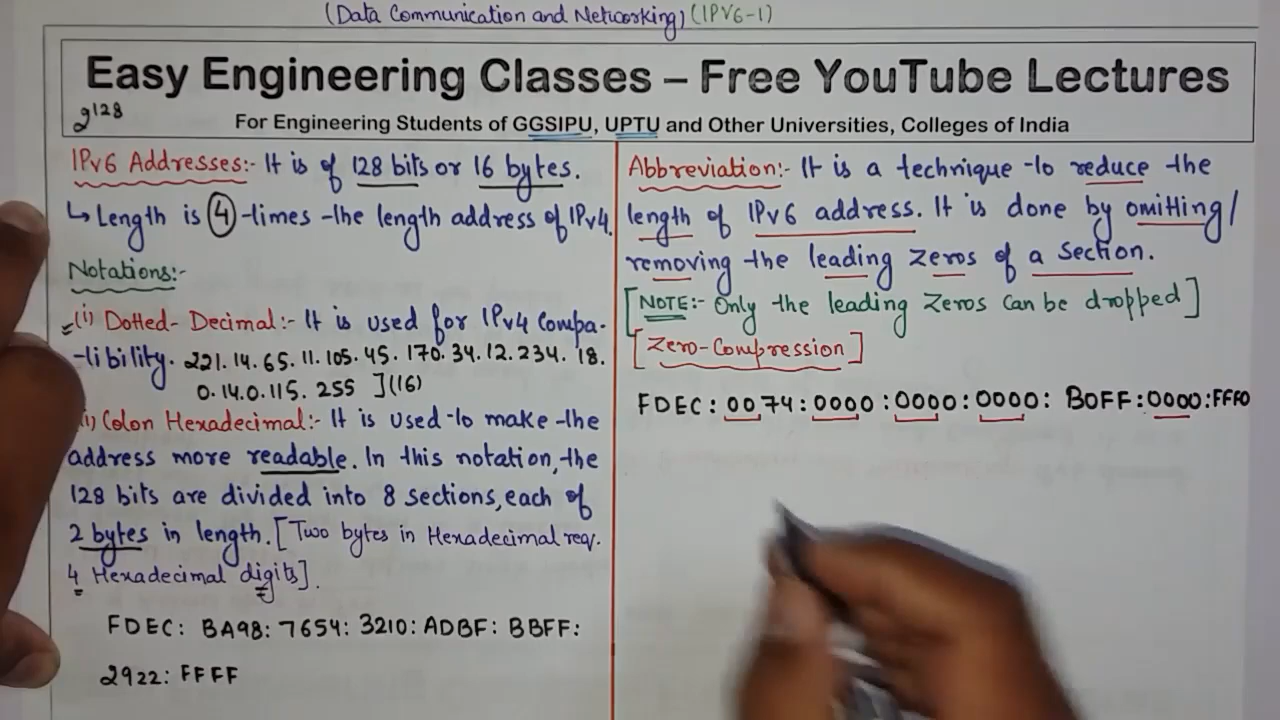 (Data Communication and Networking) (IPV6-1)
Easy Engineering Classes – Free YouTube Lectures
2^128
For Engineering Students of GGSIPU, UPTU and Other Universities, Colleges of India
IPv6 Addresses:- It is of 128 bits or 16 bytes.
↳ Length is 4 -times -the length address of IPv4.
Notations:-
(i) Dotted-Decimal:- It is used for IPv4 Compa-
-tibility. 221.14.65.11.105.45.170.34.12.234.18.
0.14.0.115.255 ](16)
(i) Colon Hexadecimal:- It is used to make the
address more readable. In this notation, the
128 bits are divided into 8 sections, each of
2 bytes in length. [Two bytes in Hexadecimal req.
4 Hexadecimal digits].
FDEC: BA98: 7654: 3210: ADBF: BBFF:
2922: FFFF
Abbreviation:- It is a technique to reduce the
length of IPv6 address. It is done by omitting/
removing the leading zeros of a Section.
[NOTE:- Only the leading Zeros can be dropped]
[Zero-Compression]
FDEC:0074:0000:0000:0000: B0FF:0000:FFF0